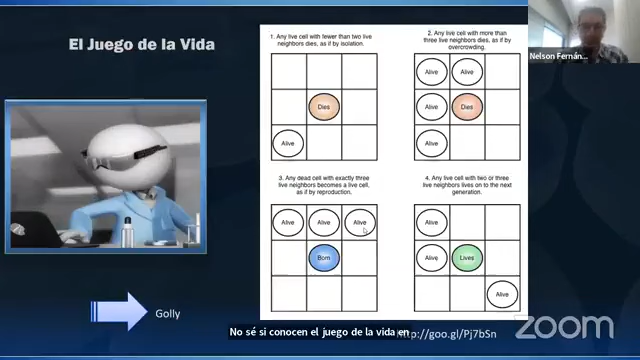 El Juego de la Vida
1. Any live cell with fewer than two live
neighbors dies, as if by isolation.
Dies
Alive
2. Any live cell with more than
three live neighbors dies, as if by
overcrowding.
Alive Alive
Alive Dies
Alive
3. Any dead cell with exactly three
live neighbors becomes a live cell,
as if by reproduction.
Alive Alive Alive
Born
4. Any live cell with two or three
live neighbors lives on to the next
generation.
Alive
Alive Lives
Alive
Nelson Fernán...
Golly
No sé si conocen el juego de la vida en
http://goo.gl/Pj7bSn
zoom